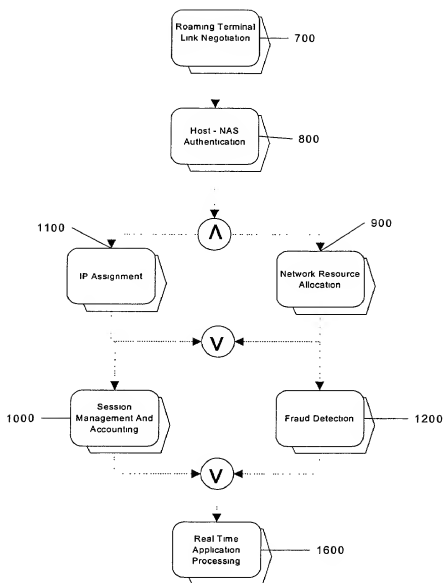 Roaming Terminal
Link Negotiation
700
Host - NAS
Authentication
800
1100
900
Λ
IP Assignment
Network Resource
Allocation
V
Session
Management And
Accounting
1000
Fraud Detection
1200
V
Real Time
Application
Processing
1600